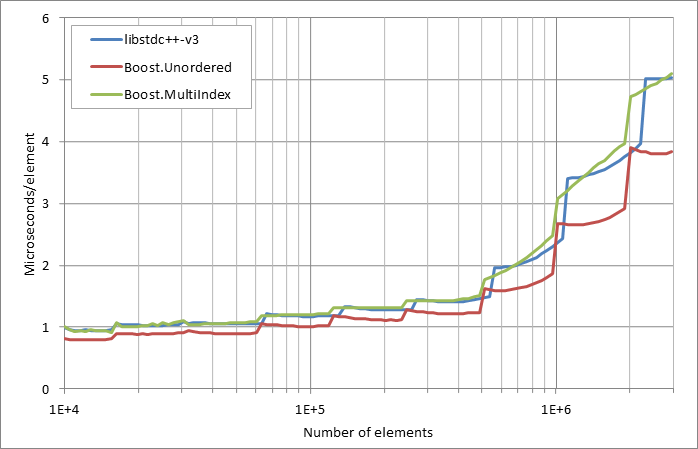 6
5
4
3
2
1
0
libstdc++-v3
Boost.Unordered
Boost.MultiIndex
Microseconds/element
1E+4
1E+5
1E+6
Number of elements